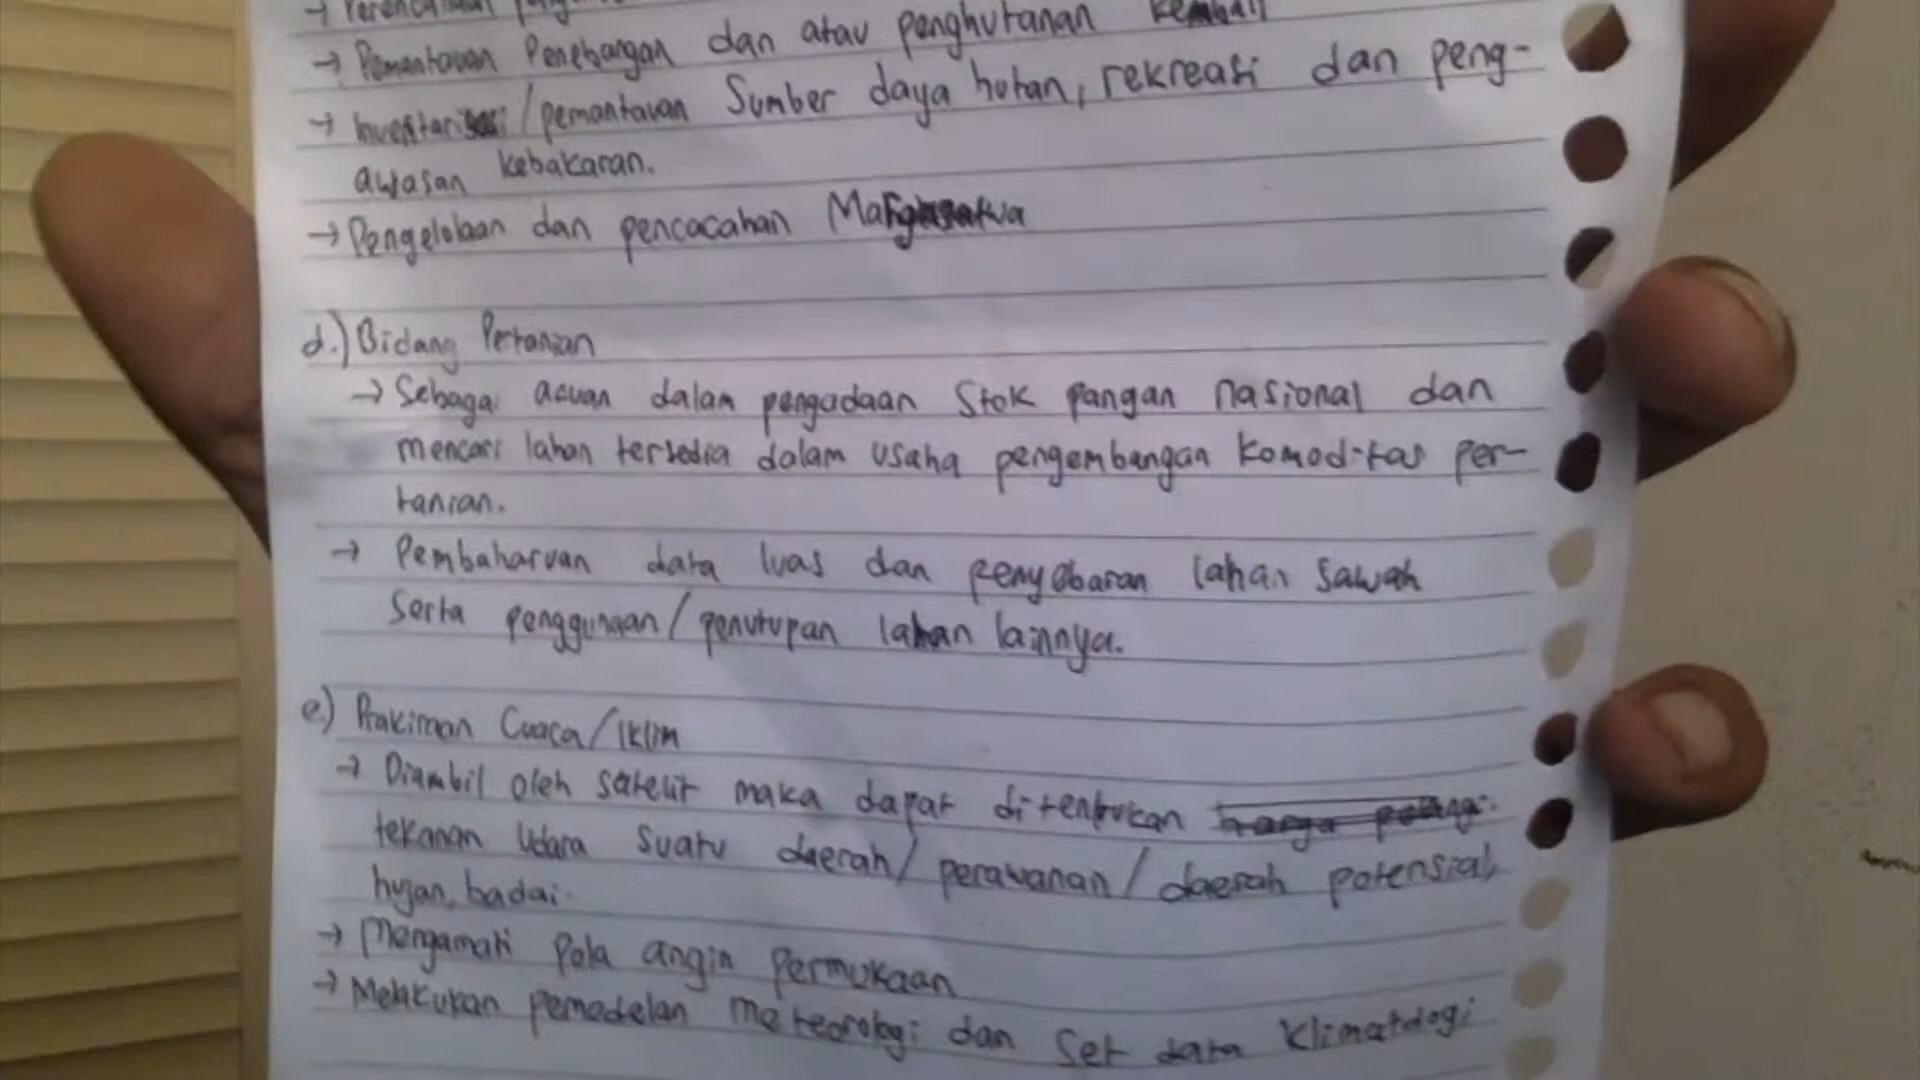 → Perencanaan
→ Pemantauan Penebangan dan atau penghutanan kembali
→ Inventarisasi/pemantauan Sumber daya hutan, rekreasi dan peng-
awasan kebakaran.
→ Pengelolaan dan pencacahan
d.) Bidang Pertanian
→ Sebagai acuan dalam pengadaan Stok pangan nasional dan
mencari lahan tersedia dalam usaha pengembangan komoditas per-
tanian.
→ Pembaharuan data luas dan penyebaran lahan sawah
serta penggunaan/penutupan lahan lainnya.
e.) Prakiraan Cuaca/Iklim
→ Diambil oleh satelit maka dapat ditentukan
tekanan udara suatu daerah/perawanan/daerah potensial,
hujan, badai.
→ Mengamati Pola angin permukaan
→ Melakukan pemodelan meteorologi dan set data klimatologi